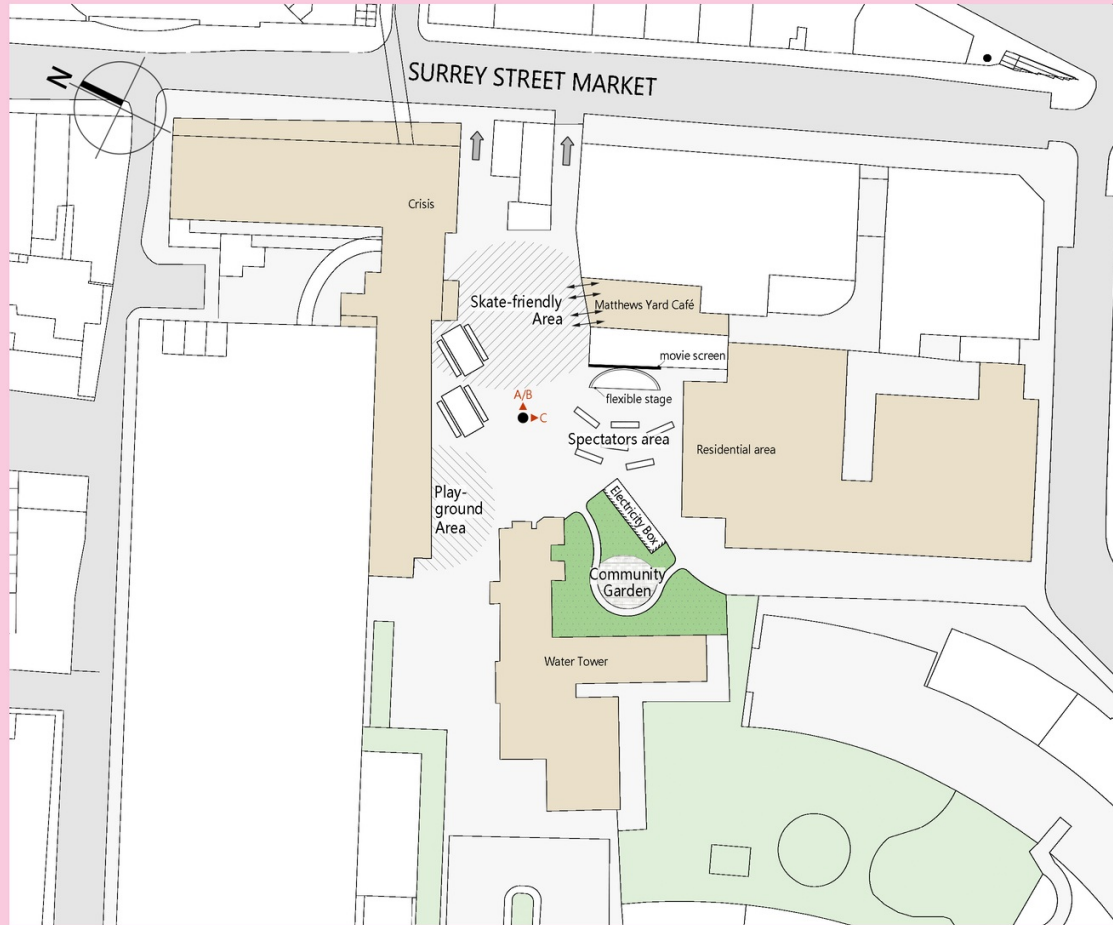 SURREY STREET MARKET
N
Crisis
Skate-friendly
Area
Matthews Yard Café
movie screen
flexible stage
A/B
C
Spectators area
Residential area
Play-
ground
Area
Electricity Box
Community
Garden
Water Tower